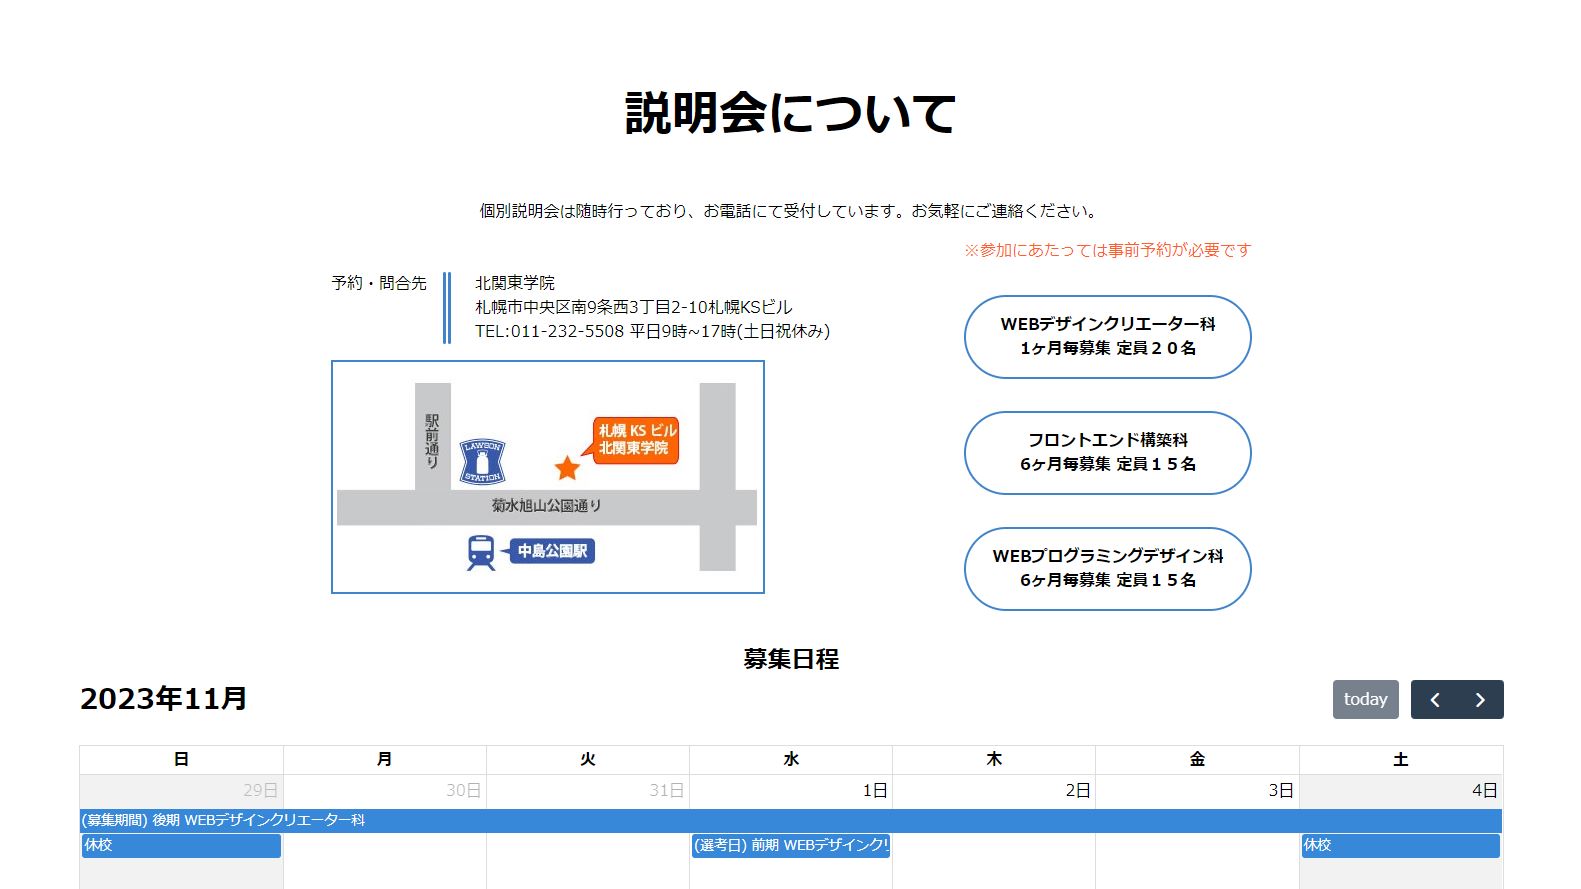 説明会について
個別説明会は随時行っており、お電話にて受付しています。お気軽にご連絡ください。
※参加にあたっては事前予約が必要です
予約・問合先
北関東学院
札幌市中央区南9条西3丁目2-10札幌KSビル
TEL:011-232-5508 平日9時~17時(土日祝休み)
駅前通り
LAWSON
STATION
札幌 KS ビル
北関東学院
菊水旭山公園通り
中島公園駅
WEBデザインクリエーター科
1ヶ月毎募集 定員２０名
フロントエンド構築科
6ヶ月毎募集 定員１５名
WEBプログラミングデザイン科
6ヶ月毎募集 定員１５名
募集日程
2023年11月
today
日 月 火 水 木 金 土
29日 30日 31日 1日 2日 3日 4日
(募集期間) 後期 WEBデザインクリエーター科
休校 (選考日) 前期 WEBデザインク 休校